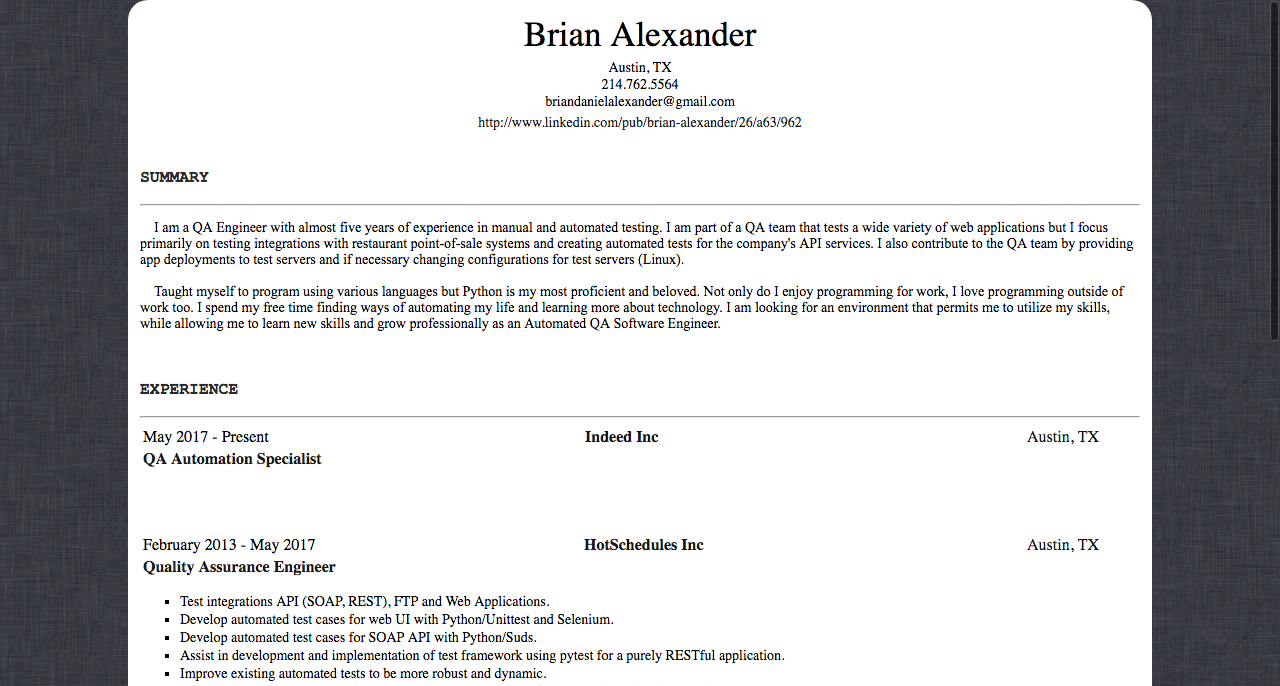 Brian Alexander
Austin, TX
214.762.5564
briandanielalexander@gmail.com
http://www.linkedin.com/pub/brian-alexander/26/a63/962
SUMMARY
I am a QA Engineer with almost five years of experience in manual and automated testing. I am part of a QA team that tests a wide variety of web applications but I focus
primarily on testing integrations with restaurant point-of-sale systems and creating automated tests for the company's API services. I also contribute to the QA team by providing
app deployments to test servers and if necessary changing configurations for test servers (Linux).
Taught myself to program using various languages but Python is my most proficient and beloved. Not only do I enjoy programming for work, I love programming outside of
work too. I spend my free time finding ways of automating my life and learning more about technology. I am looking for an environment that permits me to utilize my skills,
while allowing me to learn new skills and grow professionally as an Automated QA Software Engineer.
EXPERIENCE
May 2017 - Present Indeed Inc Austin, TX
QA Automation Specialist
February 2013 - May 2017 HotSchedules Inc Austin, TX
Quality Assurance Engineer
Test integrations API (SOAP, REST), FTP and Web Applications.
Develop automated test cases for web UI with Python/Unittest and Selenium.
Develop automated test cases for SOAP API with Python/Suds.
Assist in development and implementation of test framework using pytest for a purely RESTful application.
Improve existing automated tests to be more robust and dynamic.